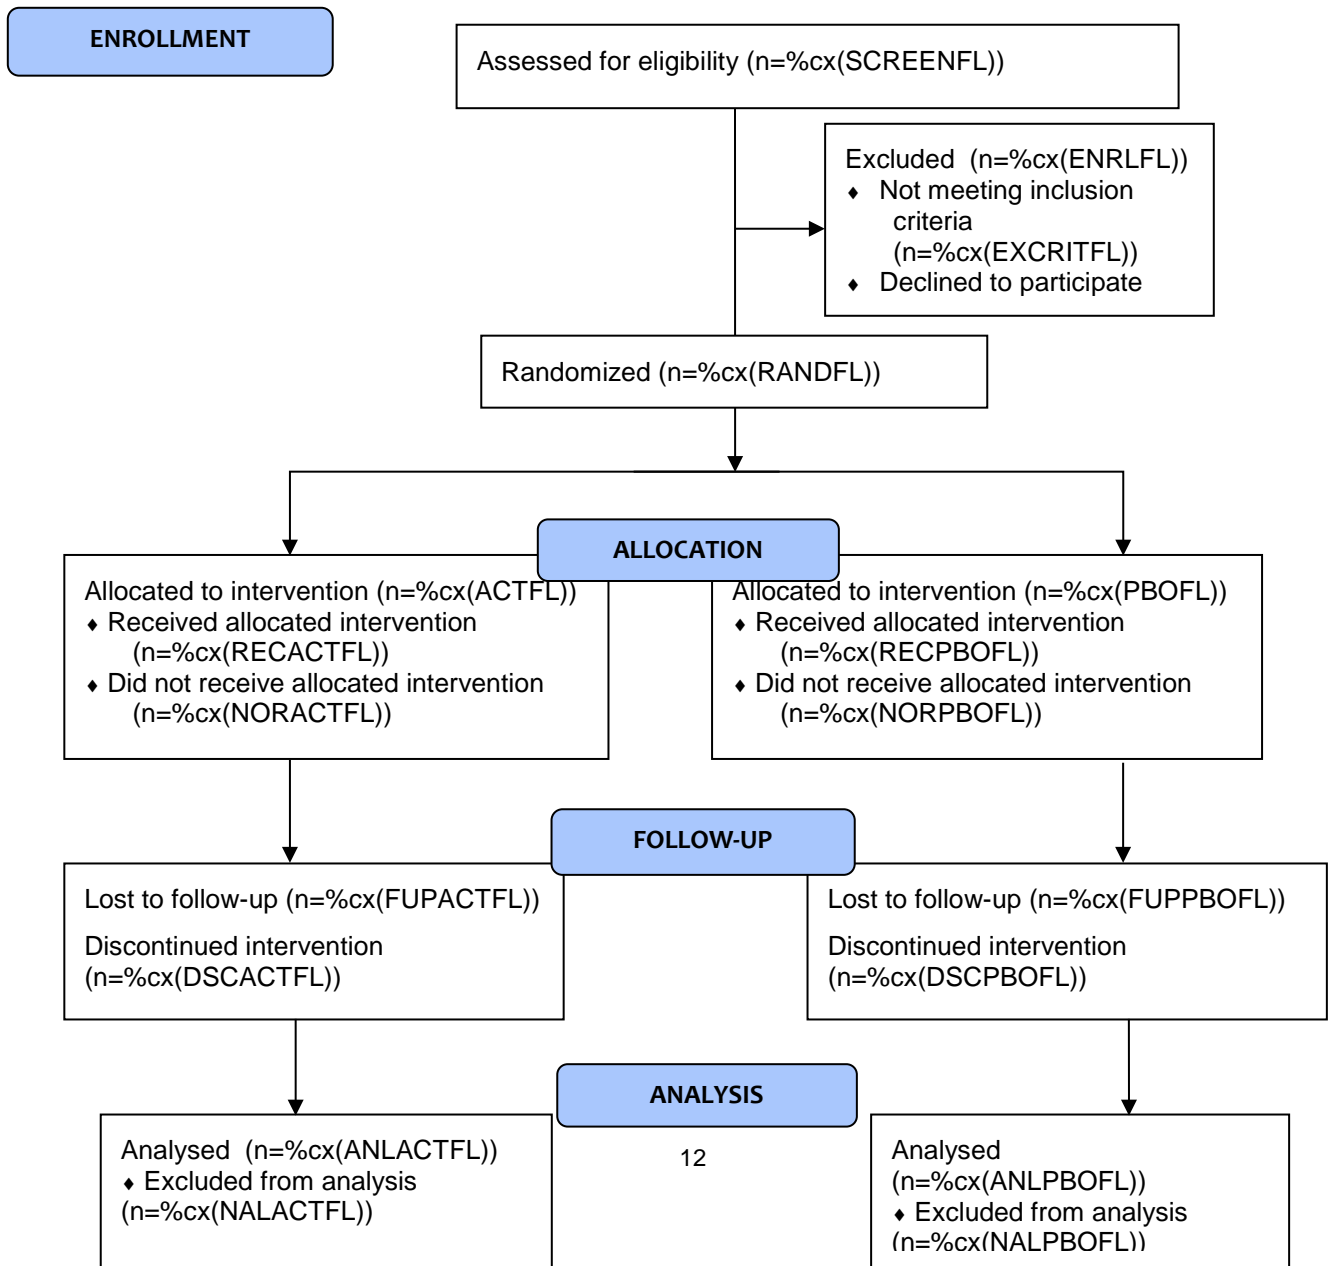 ENROLLMENT
Assessed for eligibility (n=%cx(SCREENFL))
Excluded  (n=%cx(ENRLFL))
♦ Not meeting inclusion
criteria
(n=%cx(EXCRITFL))
♦ Declined to participate
Randomized (n=%cx(RANDFL))
ALLOCATION
Allocated to intervention (n=%cx(ACTFL))
♦ Received allocated intervention
(n=%cx(RECACTFL))
♦ Did not receive allocated intervention
(n=%cx(NORACTFL))
Allocated to intervention (n=%cx(PBOFL))
♦ Received allocated intervention
(n=%cx(RECPBOFL))
♦ Did not receive allocated intervention
(n=%cx(NORPBOFL))
FOLLOW-UP
Lost to follow-up (n=%cx(FUPACTFL))
Discontinued intervention
(n=%cx(DSCACTFL))
Lost to follow-up (n=%cx(FUPPBOFL))
Discontinued intervention
(n=%cx(DSCPBOFL))
ANALYSIS
Analysed  (n=%cx(ANLACTFL))
♦ Excluded from analysis
(n=%cx(NALACTFL))
12
Analysed
(n=%cx(ANLPBOFL))
♦ Excluded from analysis
(n=%cx(NALPBOFL))